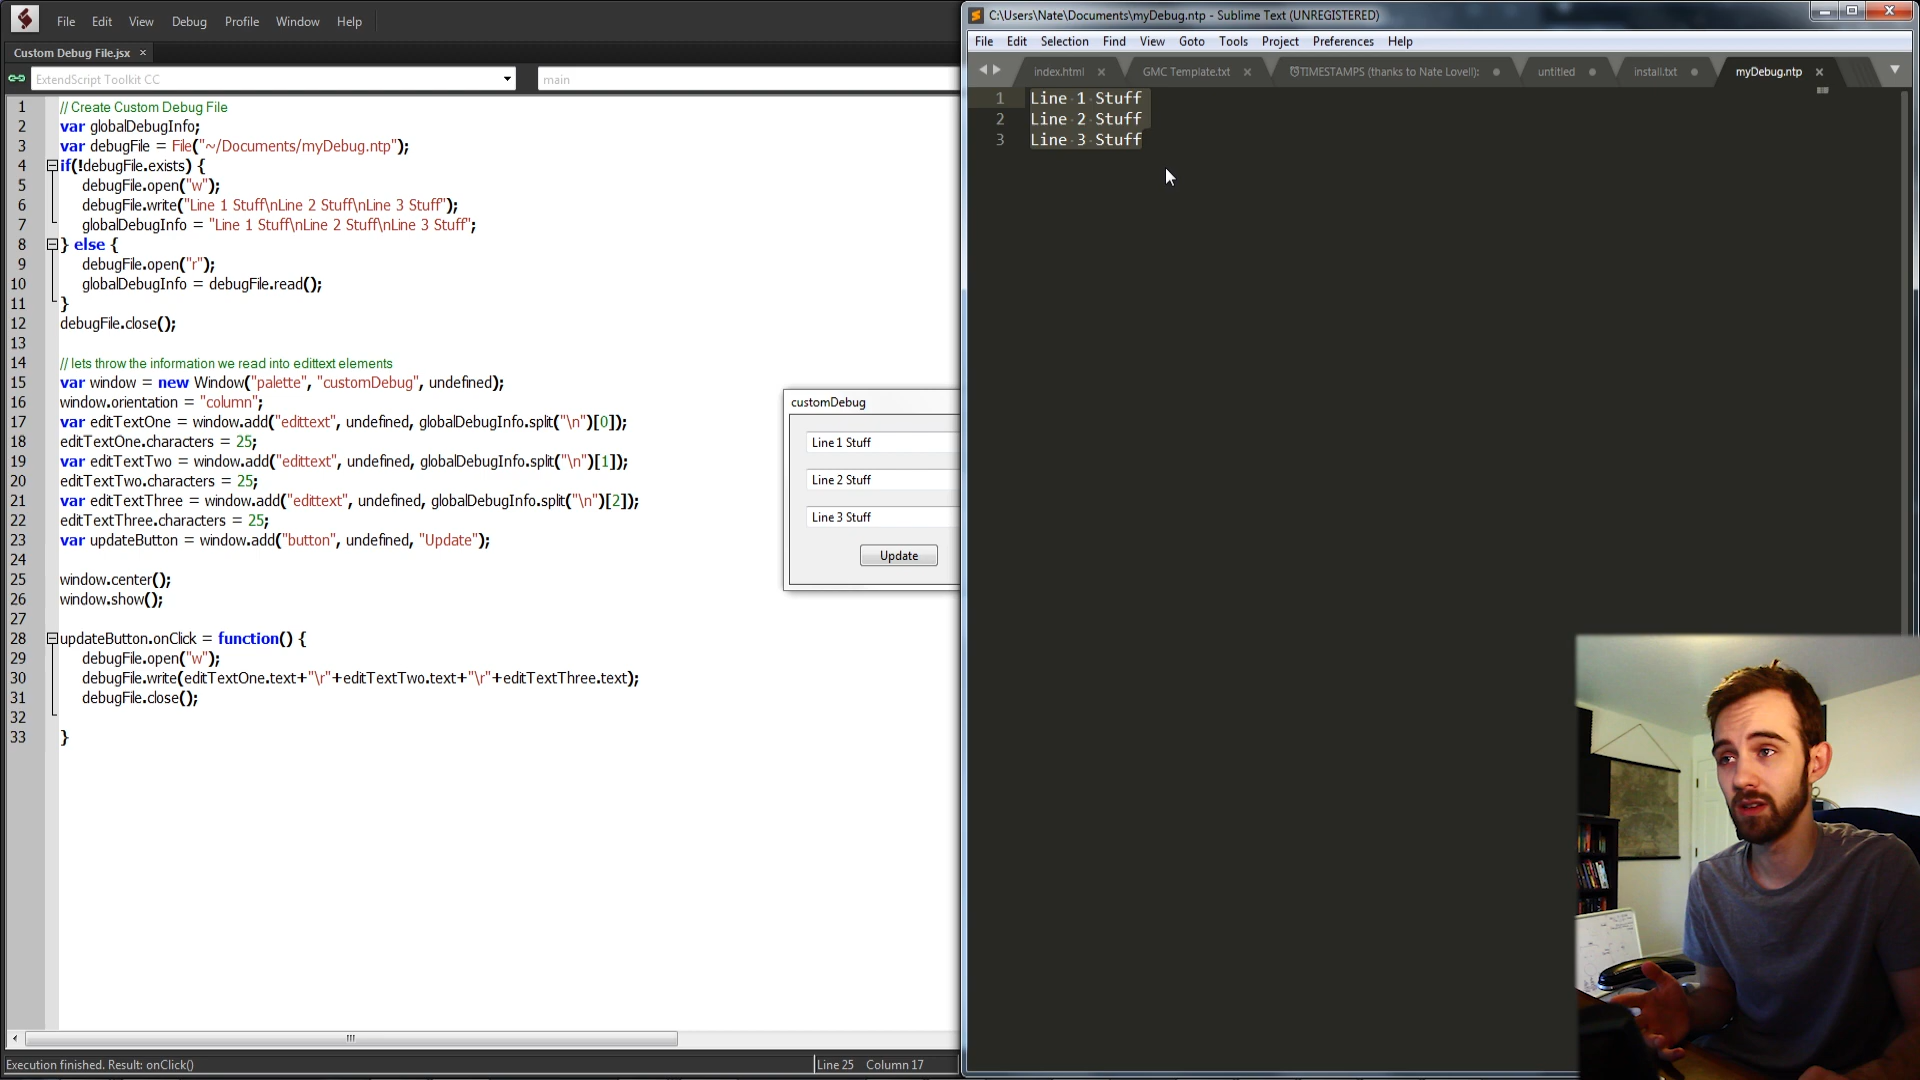 File Edit View Debug Profile Window Help
Custom Debug File.jsx ×
ExtendScript Toolkit CC
main
1 // Create Custom Debug File
2 var globalDebugInfo;
3 var debugFile = File("~/Documents/myDebug.ntp");
4 if(!debugFile.exists) {
5 debugFile.open("w");
6 debugFile.write("Line 1 Stuff\nLine 2 Stuff\nLine 3 Stuff");
7 globalDebugInfo = "Line 1 Stuff\nLine 2 Stuff\nLine 3 Stuff";
8 } else {
9 debugFile.open("r");
10 globalDebugInfo = debugFile.read();
11 }
12 debugFile.close();
13
14 // lets throw the information we read into edittext elements
15 var window = new Window("palette", "customDebug", undefined);
16 window.orientation = "column";
17 var editTextOne = window.add("edittext", undefined, globalDebugInfo.split("\n")[0]);
18 editTextOne.characters = 25;
19 var editTextTwo = window.add("edittext", undefined, globalDebugInfo.split("\n")[1]);
20 editTextTwo.characters = 25;
21 var editTextThree = window.add("edittext", undefined, globalDebugInfo.split("\n")[2]);
22 editTextThree.characters = 25;
23 var updateButton = window.add("button", undefined, "Update");
24
25 window.center();
26 window.show();
27
28 updateButton.onClick = function() {
29 debugFile.open("w");
30 debugFile.write(editTextOne.text+"\r"+editTextTwo.text+"\r"+editTextThree.text);
31 debugFile.close();
32
33 }
customDebug
Line 1 Stuff
Line 2 Stuff
Line 3 Stuff
Update
Execution finished. Result: onClick()
Line 25 Column 17
C:\Users\Nate\Documents\myDebug.ntp - Sublime Text (UNREGISTERED)
File Edit Selection Find View Goto Tools Project Preferences Help
index.html × GMC Template.txt × ⏰TIMESTAMPS (thanks to Nate Lovell): untitled install.txt myDebug.ntp ×
1 Line 1 Stuff
2 Line 2 Stuff
3 Line 3 Stuff